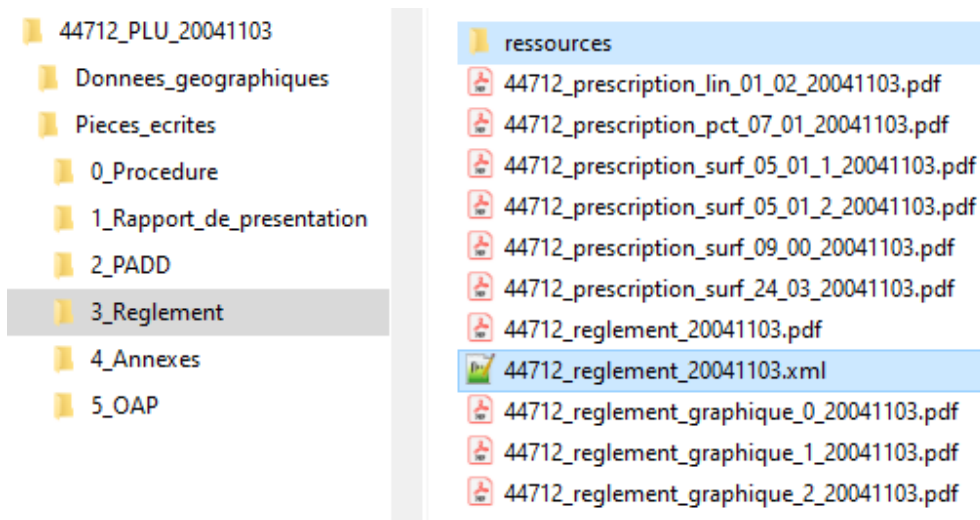 44712_PLU_20041103
Donnees_geographiques
Pieces_ecrites
0_Procedure
1_Rapport_de_presentation
2_PADD
3_Reglement
4_Annexes
5_OAP
ressources
44712_prescription_lin_01_02_20041103.pdf
44712_prescription_pct_07_01_20041103.pdf
44712_prescription_surf_05_01_1_20041103.pdf
44712_prescription_surf_05_01_2_20041103.pdf
44712_prescription_surf_09_00_20041103.pdf
44712_prescription_surf_24_03_20041103.pdf
44712_reglement_20041103.pdf
44712_reglement_20041103.xml
44712_reglement_graphique_0_20041103.pdf
44712_reglement_graphique_1_20041103.pdf
44712_reglement_graphique_2_20041103.pdf